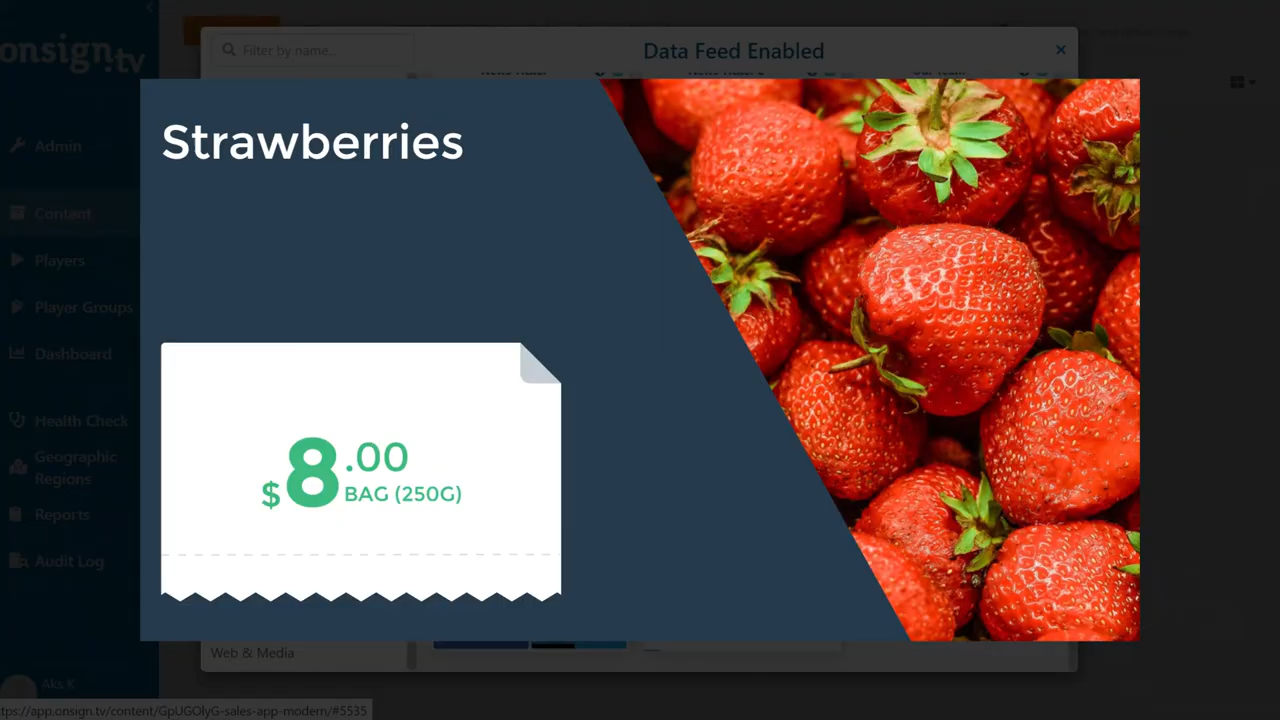 onsign.tv
Filter by name...
Data Feed Enabled
Strawberries
Admin
Content
Players
Player Groups
Dashboard
Health Check
Geographic
Regions
Reports
Audit Log
$8.00
BAG (250G)
Web & Media
Aks K
ttps://app.onsign.tv/content/GpUGOlyG-sales-app-modern/#5535